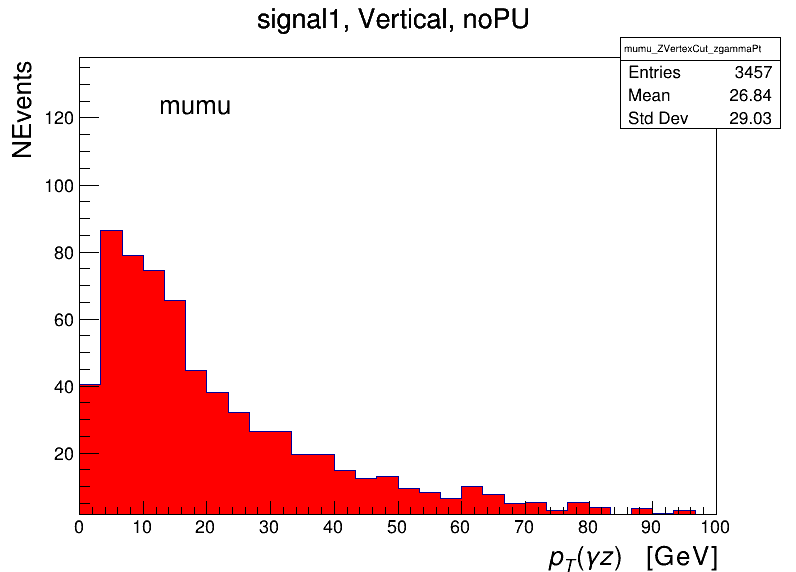 signal1, Vertical, noPU
mumu_ZVertexCut_zgammaPt
Entries 3457
Mean 26.84
Std Dev 29.03
NEvents
mumu
120
100
80
60
40
20
0 10 20 30 40 50 60 70 80 90 100
p_T(γz) [GeV]